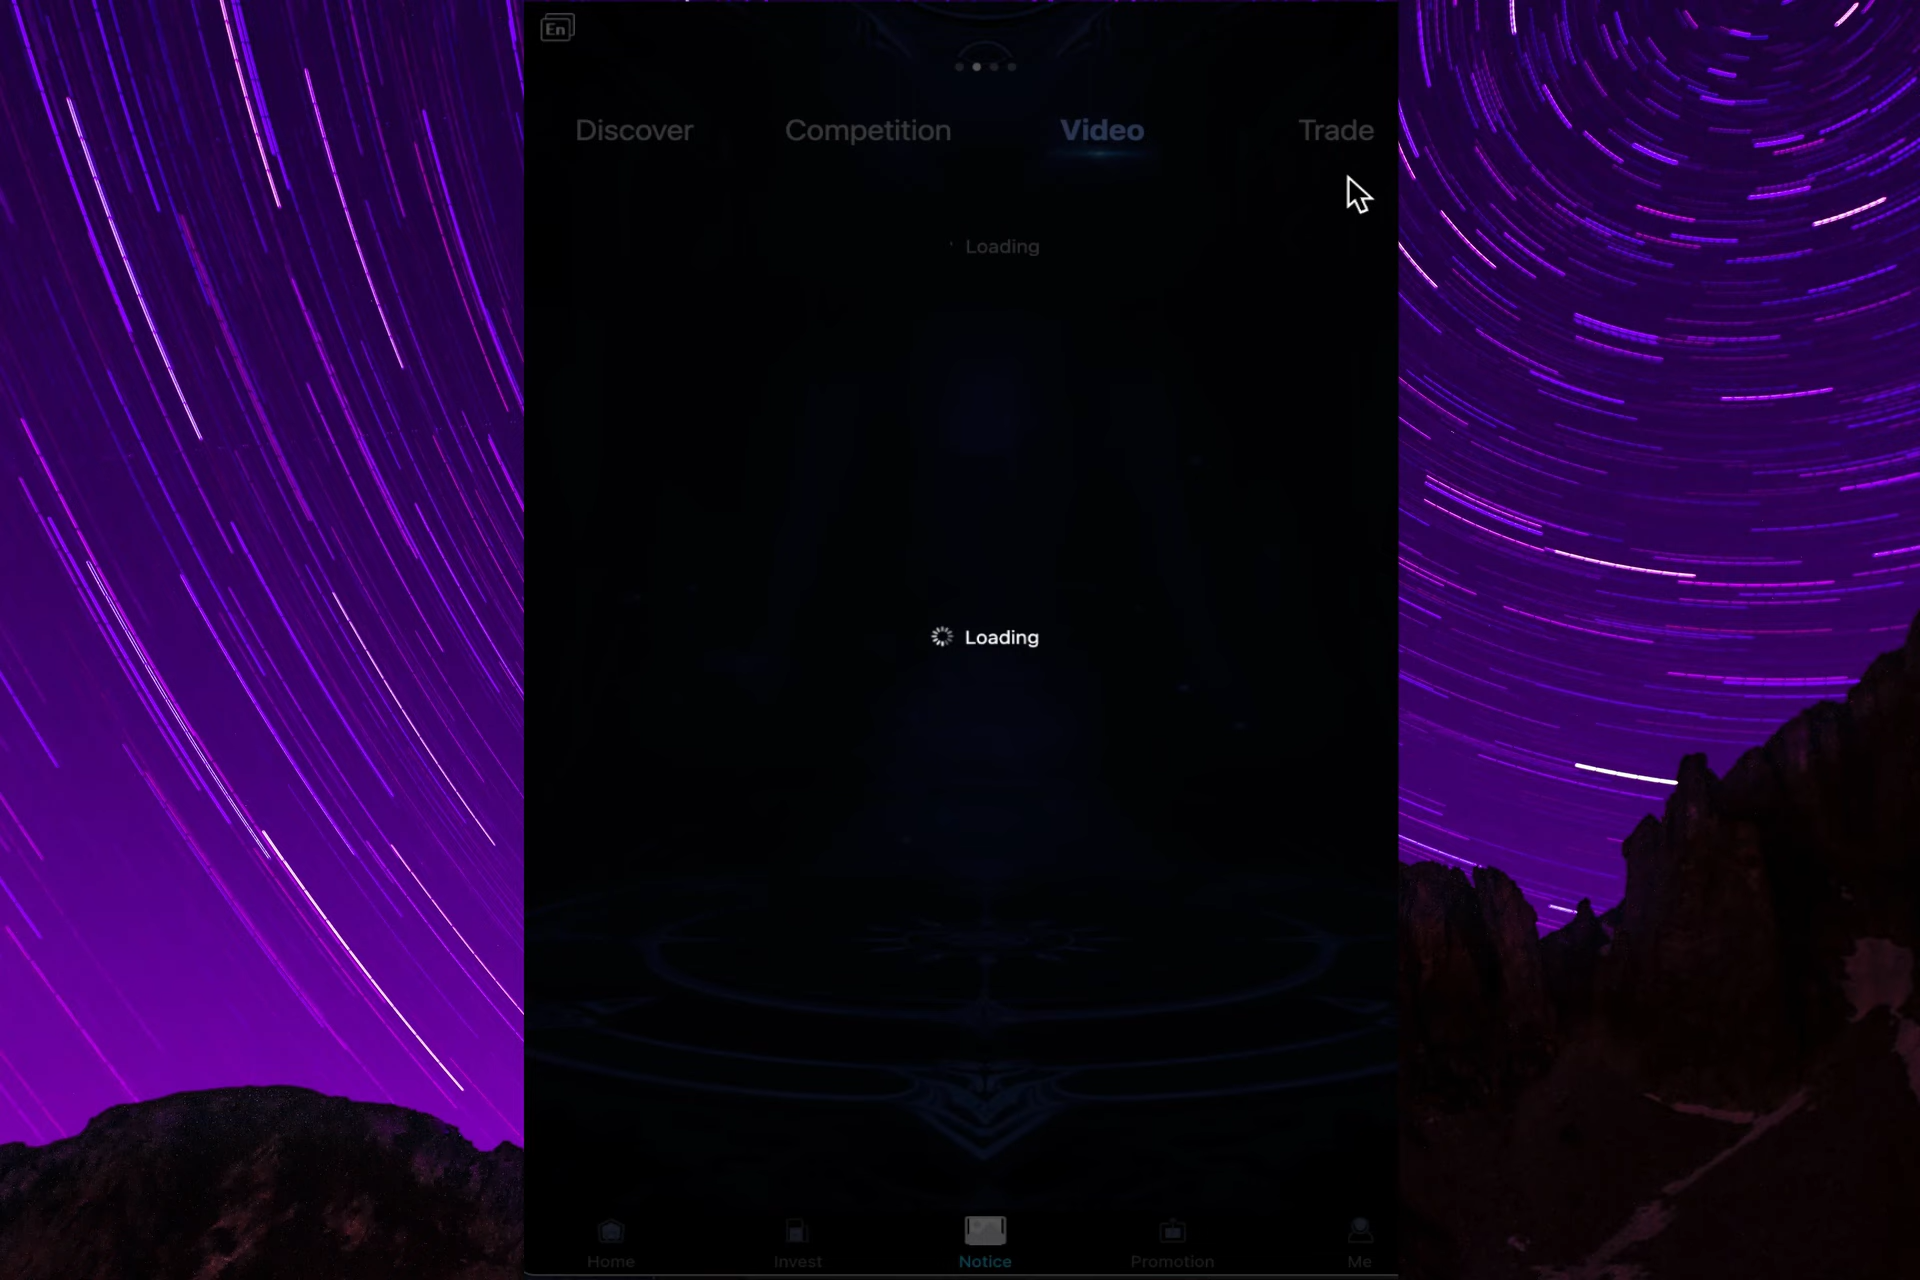 En
Discover Competition Video Trade
Loading
Loading
Home Invest Notice Promotion Me